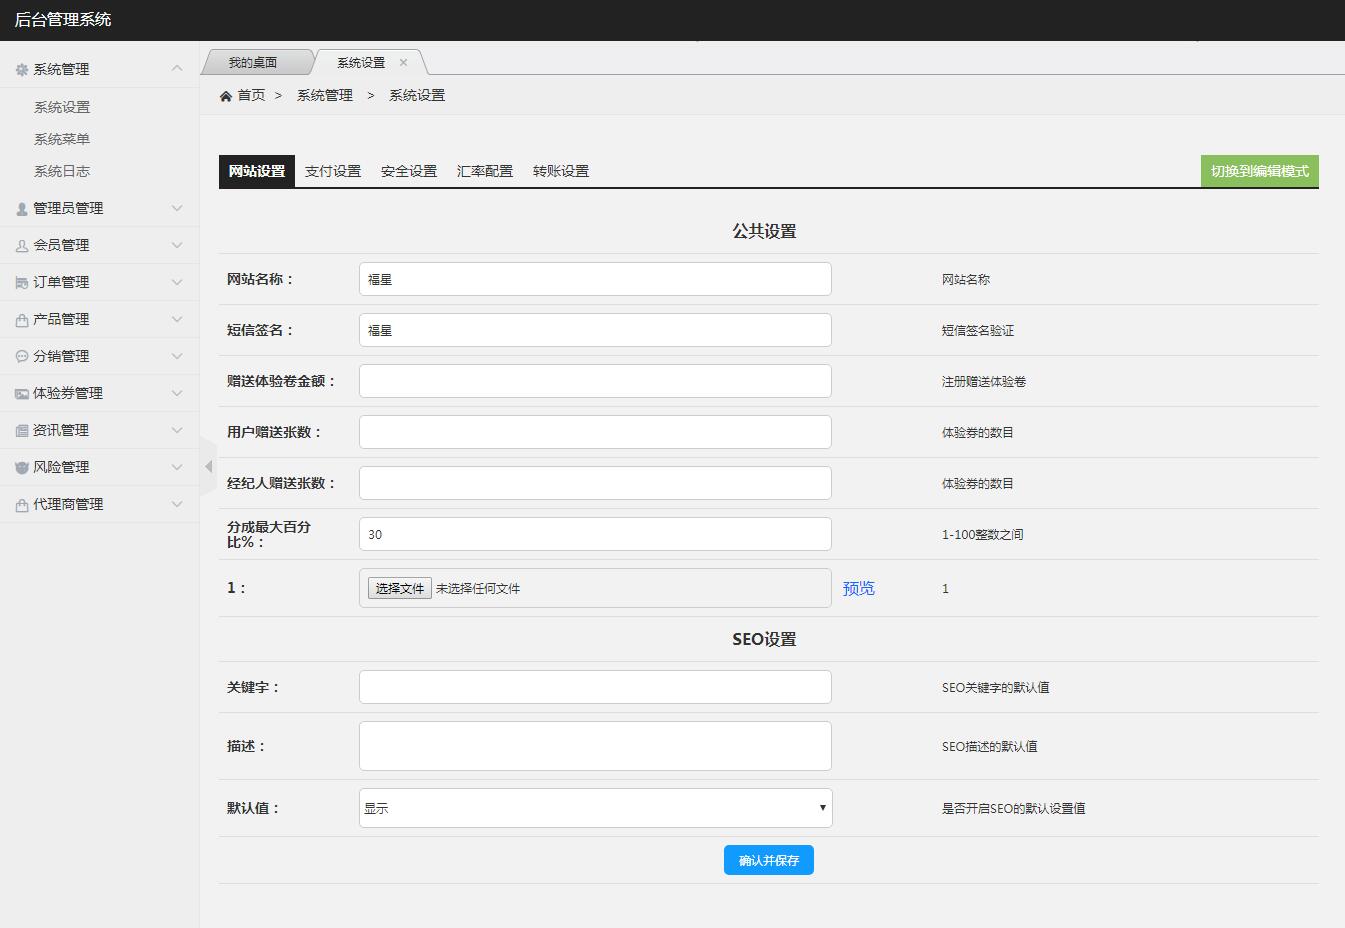 后台管理系统
系统管理
系统设置
系统菜单
系统日志
管理员管理
会员管理
订单管理
产品管理
分销管理
体验券管理
资讯管理
风险管理
代理商管理
我的桌面 系统设置 ×
首页 > 系统管理 > 系统设置
网站设置 支付设置 安全设置 汇率配置 转账设置 切换到编辑模式
公共设置
网站名称： 福星 网站名称
短信签名： 福星 短信签名验证
赠送体验卷金额： 注册赠送体验卷
用户赠送张数： 体验券的数目
经纪人赠送张数： 体验券的数目
分成最大百分
比%： 30 1-100整数之间
1： 选择文件 未选择任何文件 预览 1
SEO设置
关键字： SEO关键字的默认值
描述： SEO描述的默认值
默认值： 显示 是否开启SEO的默认设置值
确认并保存